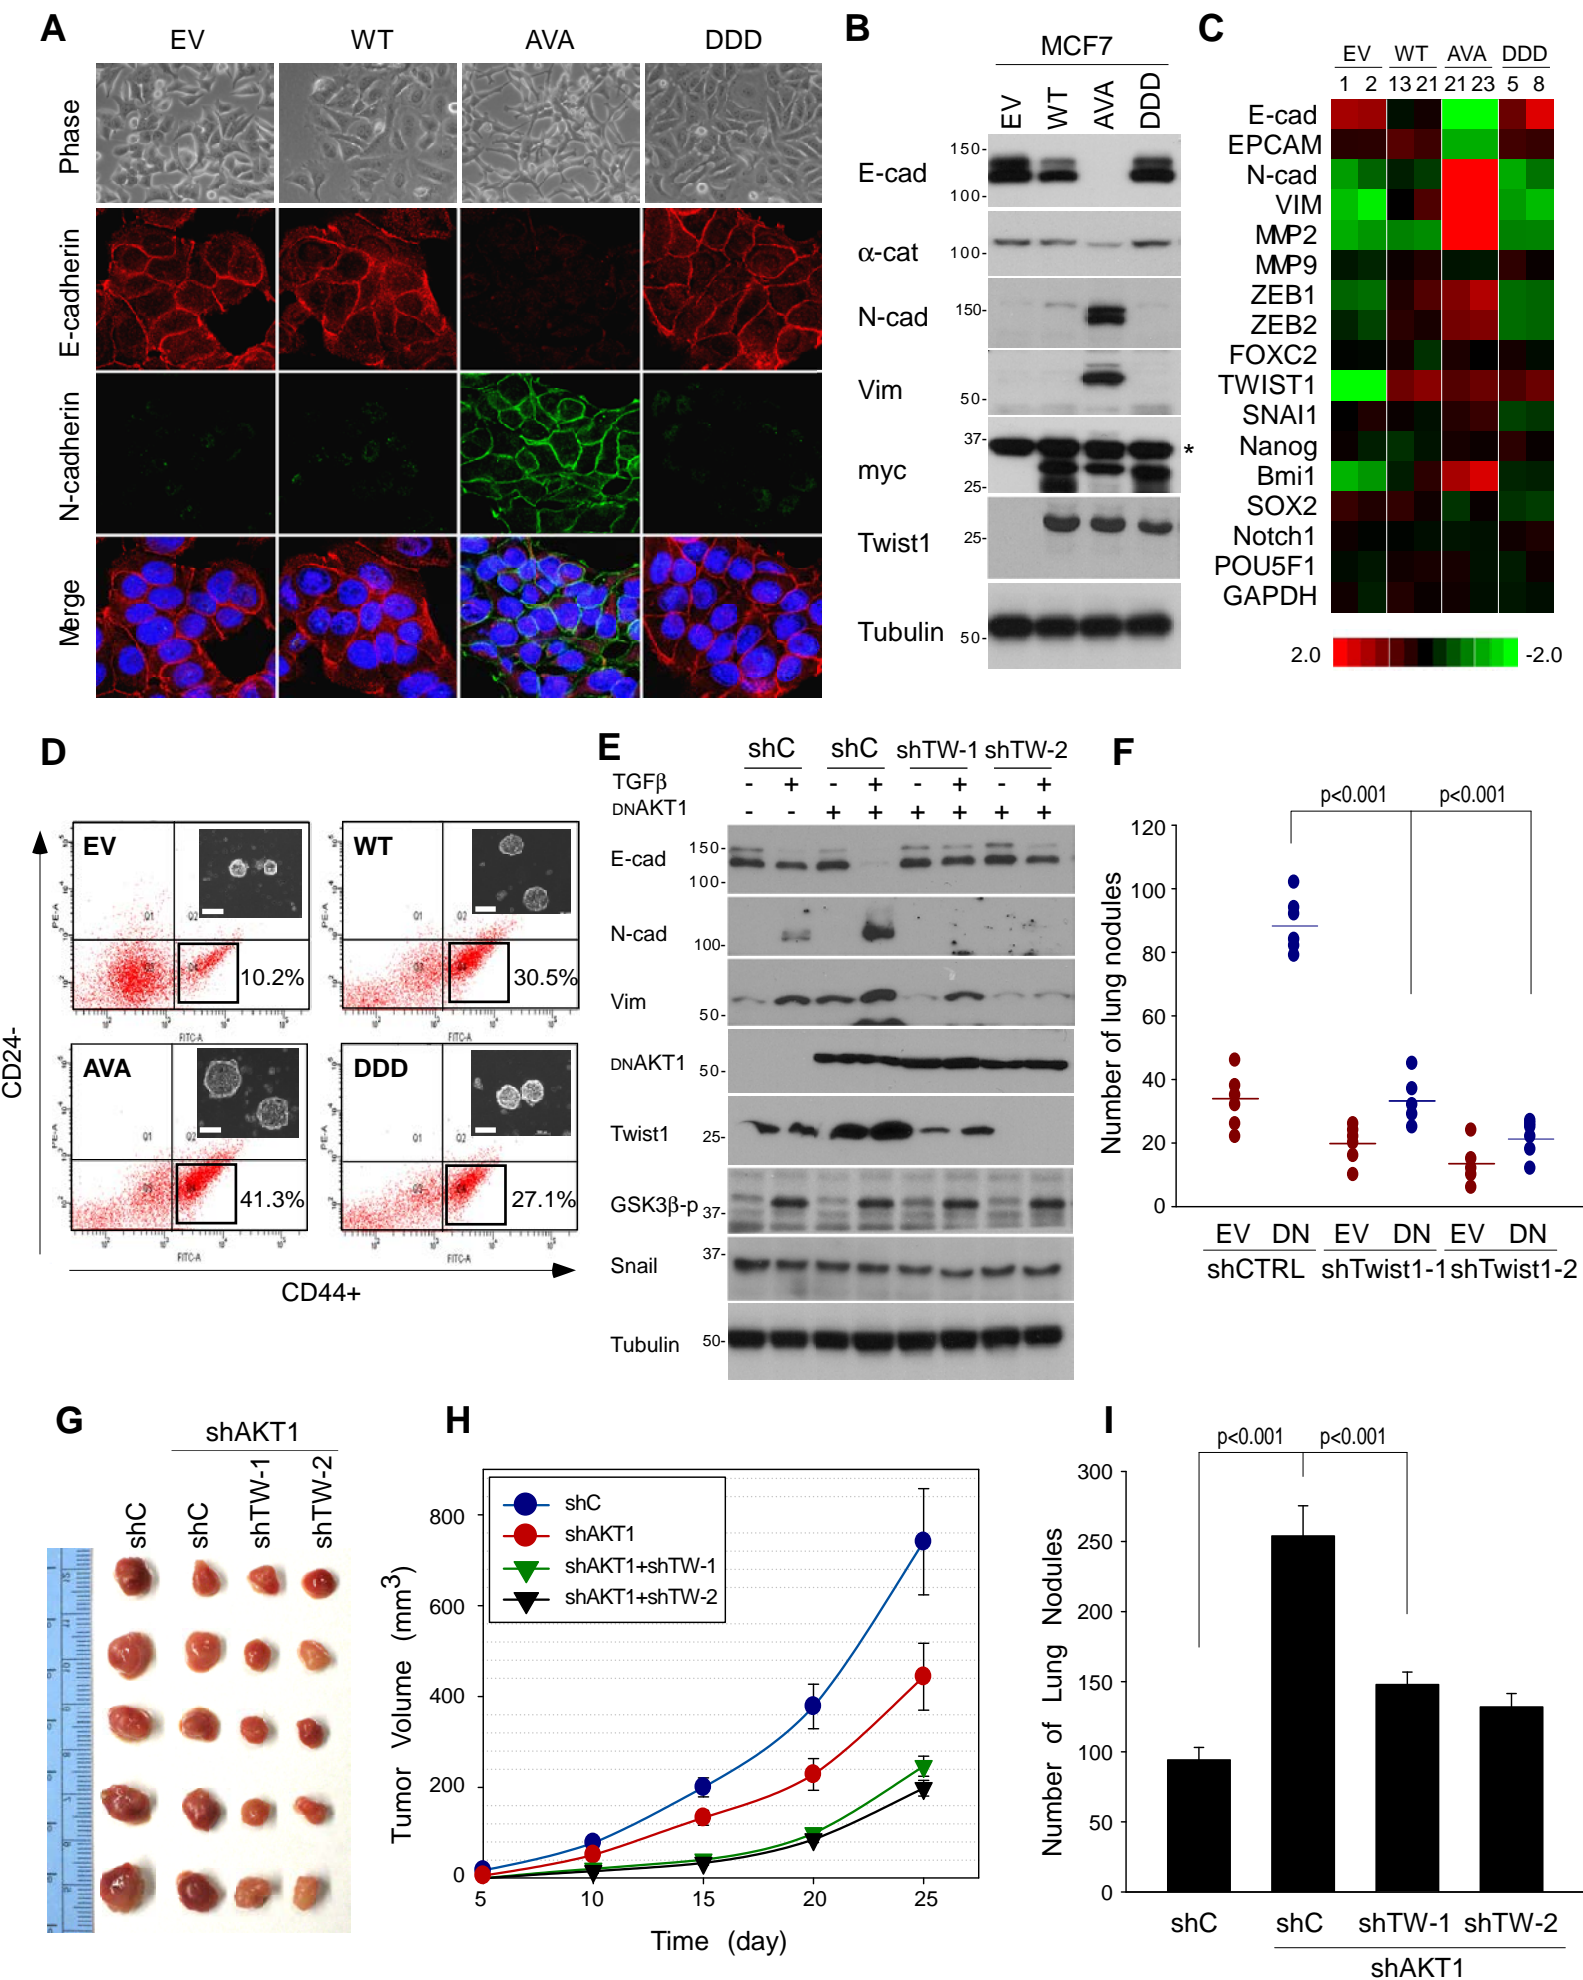 A
EV WT AVA DDD
Phase
E-cadherin
N-cadherin
Merge
B
MCF7
EV WT AVA DDD
E-cad 150- 100-
α-cat 100-
N-cad 150-
Vim 50-
myc 37- 25- *
Twist1 25-
Tubulin 50-
C
EV WT AVA DDD
1 2 13 21 21 23 5 8
E-cad
EPCAM
N-cad
VIM
MMP2
MMP9
ZEB1
ZEB2
FOXC2
TWIST1
SNAI1
Nanog
Bmi1
SOX2
Notch1
POU5F1
GAPDH
2.0 -2.0
D
EV 10.2%
WT 30.5%
AVA 41.3%
DDD 27.1%
Q1 Q2
PE-A
FITC-A
CD24-
CD44+
E
shC shC shTW-1 shTW-2
TGFβ - + - + - + - +
DNAKT1 - - + + + + + +
E-cad 150- 100-
N-cad 100-
Vim 50-
DNAKT1 50-
Twist1 25-
GSK3β-p 37-
Snail 37-
Tubulin 50-
F
p<0.001 p<0.001
Number of lung nodules
120
100
80
60
40
20
0
EV DN EV DN EV DN
shCTRL shTwist1-1 shTwist1-2
G
shAKT1
shC shC shTW-1 shTW-2
H
shC
shAKT1
shAKT1+shTW-1
shAKT1+shTW-2
Tumor Volume (mm3)
800
600
400
200
0
5 10 15 20 25
Time (day)
I
p<0.001 p<0.001
Number of Lung Nodules
300
250
200
150
100
50
0
shC shC shTW-1 shTW-2
shAKT1